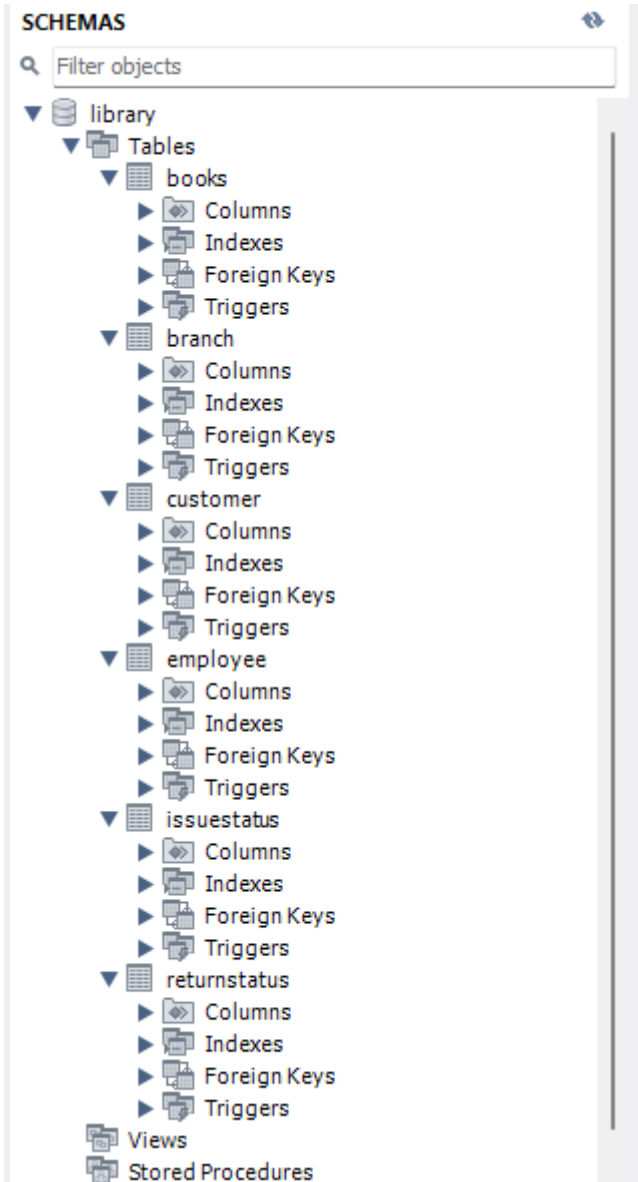 SCHEMAS
Filter objects
library
Tables
books
Columns
Indexes
Foreign Keys
Triggers
branch
Columns
Indexes
Foreign Keys
Triggers
customer
Columns
Indexes
Foreign Keys
Triggers
employee
Columns
Indexes
Foreign Keys
Triggers
issuestatus
Columns
Indexes
Foreign Keys
Triggers
returnstatus
Columns
Indexes
Foreign Keys
Triggers
Views
Stored Procedures